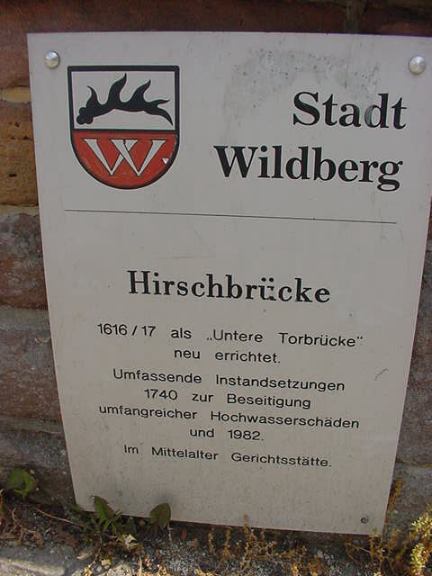 W
Stadt
Wildberg
Hirschbrücke
1616/17 als „Untere Torbrücke"
neu errichtet.
Umfassende Instandsetzungen
1740 zur Beseitigung
umfangreicher Hochwasserschäden
und 1982.
Im Mittelalter Gerichtsstätte.